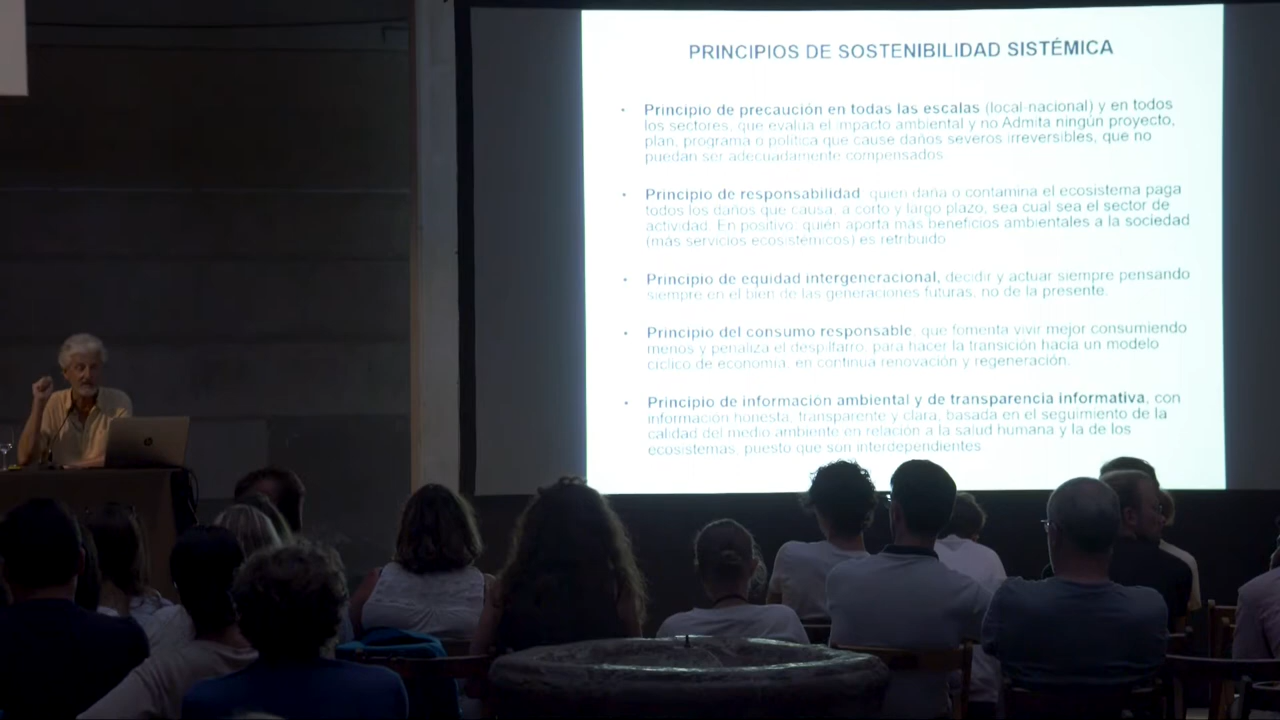 PRINCIPIOS DE SOSTENIBILIDAD SISTÉMICA
• Principio de precaución en todas las escalas (local-nacional) y en todos
los sectores, que evalua el impacto ambiental y no Admita ningún proyecto,
plan, programa o política que cause daños severos irreversibles, que no
puedan ser adecuadamente compensados
• Principio de responsabilidad, quien daña o contamina el ecosistema paga
todos los daños que causa, a corto y largo plazo, sea cual sea el sector de
actividad. En positivo: quién aporta más beneficios ambientales a la sociedad
(más servicios ecosistémicos) es retribuido
• Principio de equidad intergeneracional, decidir y actuar siempre pensando
siempre en el bien de las generaciones futuras, no de la presente.
• Principio del consumo responsable, que fomenta vivir mejor consumiendo
menos y penaliza el despilfarro, para hacer la transición hacia un modelo
cíclico de economía, en continua renovación y regeneración.
• Principio de información ambiental y de transparencia informativa, con
información honesta, transparente y clara, basada en el seguimiento de la
calidad del medio ambiente en relación a la salud humana y la de los
ecosistemas, puesto que son interdependientes